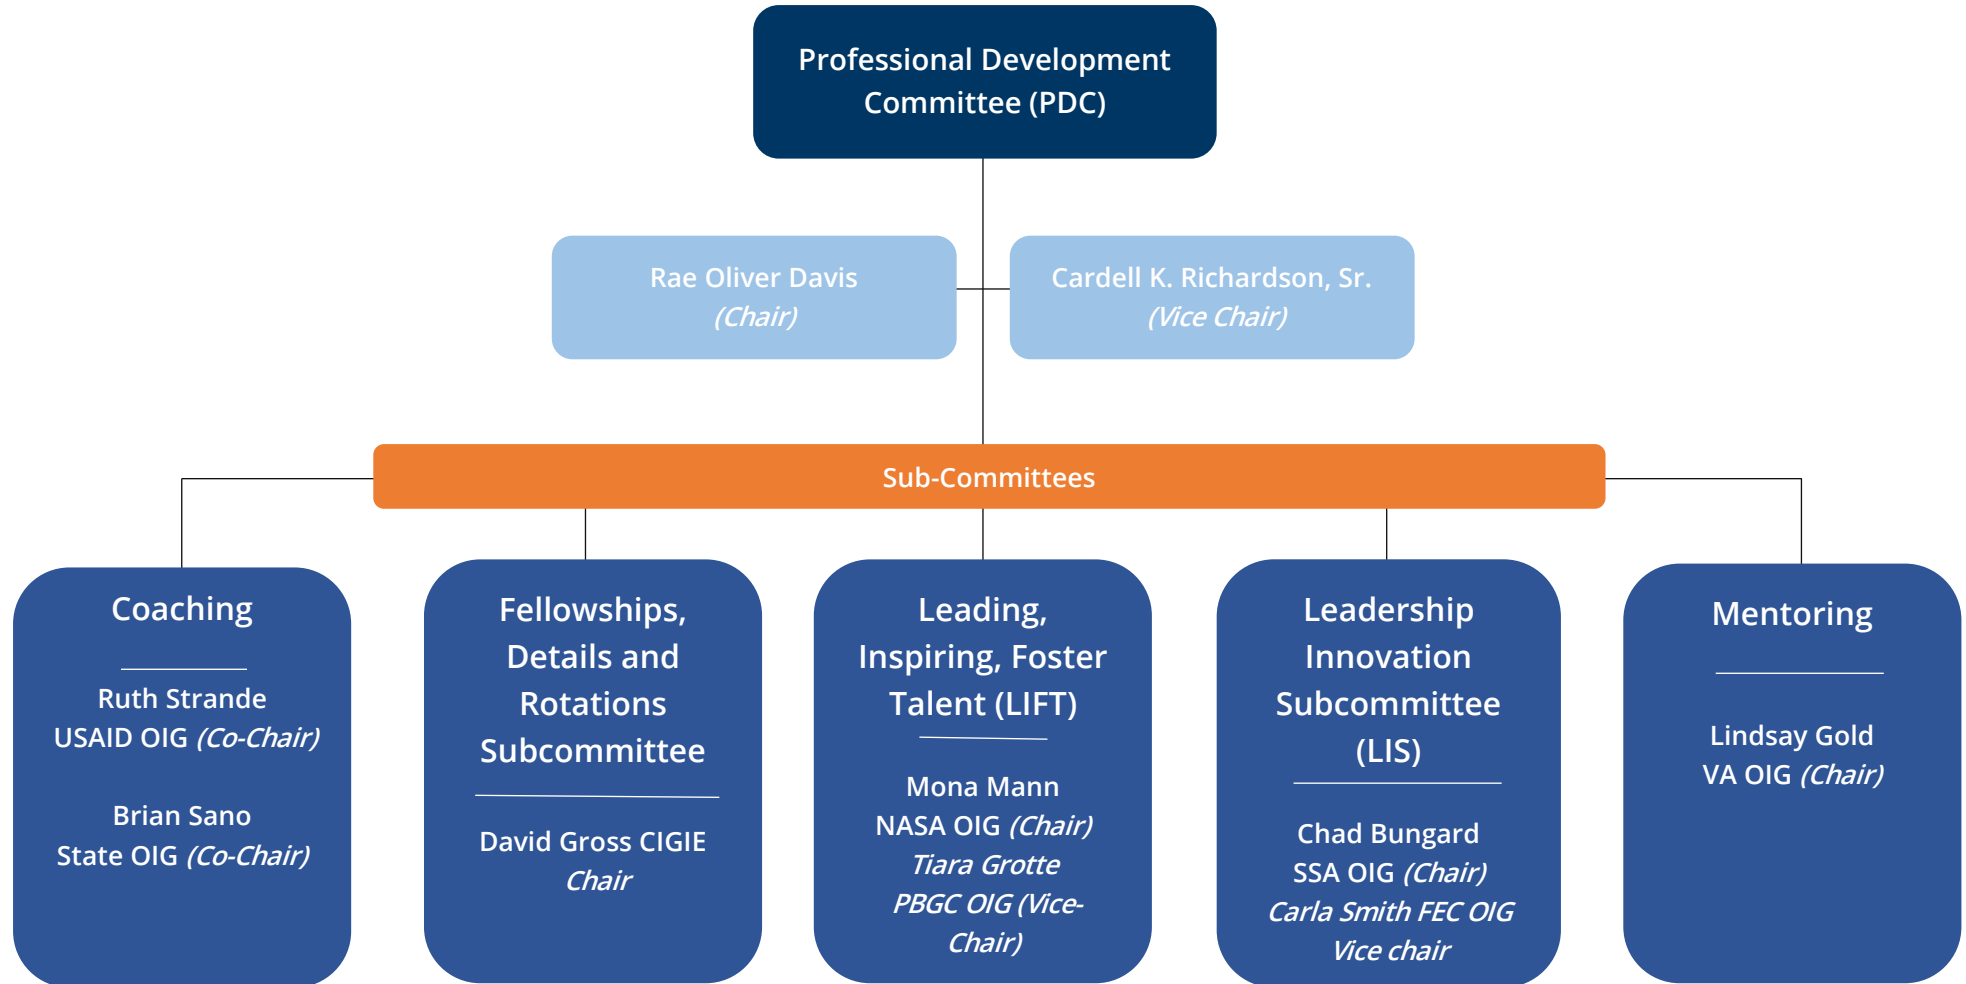 Professional Development
Committee (PDC)
Rae Oliver Davis
(Chair)
Cardell K. Richardson, Sr.
(Vice Chair)
Sub-Committees
Coaching
Ruth Strande
USAID OIG (Co-Chair)
Brian Sano
State OIG (Co-Chair)
Fellowships,
Details and
Rotations
Subcommittee
David Gross CIGIE
Chair
Leading,
Inspiring, Foster
Talent (LIFT)
Mona Mann
NASA OIG (Chair)
Tiara Grotte
PBGC OIG (Vice-
Chair)
Leadership
Innovation
Subcommittee
(LIS)
Chad Bungard
SSA OIG (Chair)
Carla Smith FEC OIG
Vice chair
Mentoring
Lindsay Gold
VA OIG (Chair)